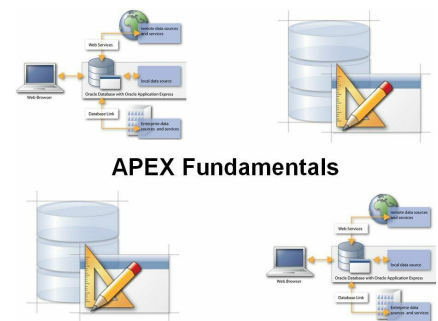 remote data sources
and services
Web Services
local data source
Web Browser
Oracle Database with Oracle Application Express
Database Link
Enterprise data
sources and services
APEX Fundamentals
remote data sources
and services
Web Services
local data source
Web Browser
Oracle Database with Oracle Application Express
Database Link
Enterprise data
sources and services